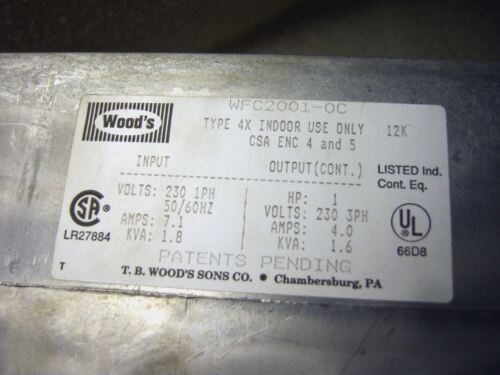 WFC2001-0C
Wood's
TYPE 4X INDOOR USE ONLY 12K
CSA ENC 4 and 5
INPUT OUTPUT(CONT.)
LISTED Ind.
Cont. Eq.
VOLTS: 230 1PH
50/60HZ
AMPS: 7.1
KVA: 1.8
HP: 1
VOLTS: 230 3PH
AMPS: 4.0
KVA: 1.6
SA
LR27884
UL
66D8
PATENTS PENDING
T T. B. WOOD'S SONS CO. • Chambersburg, PA